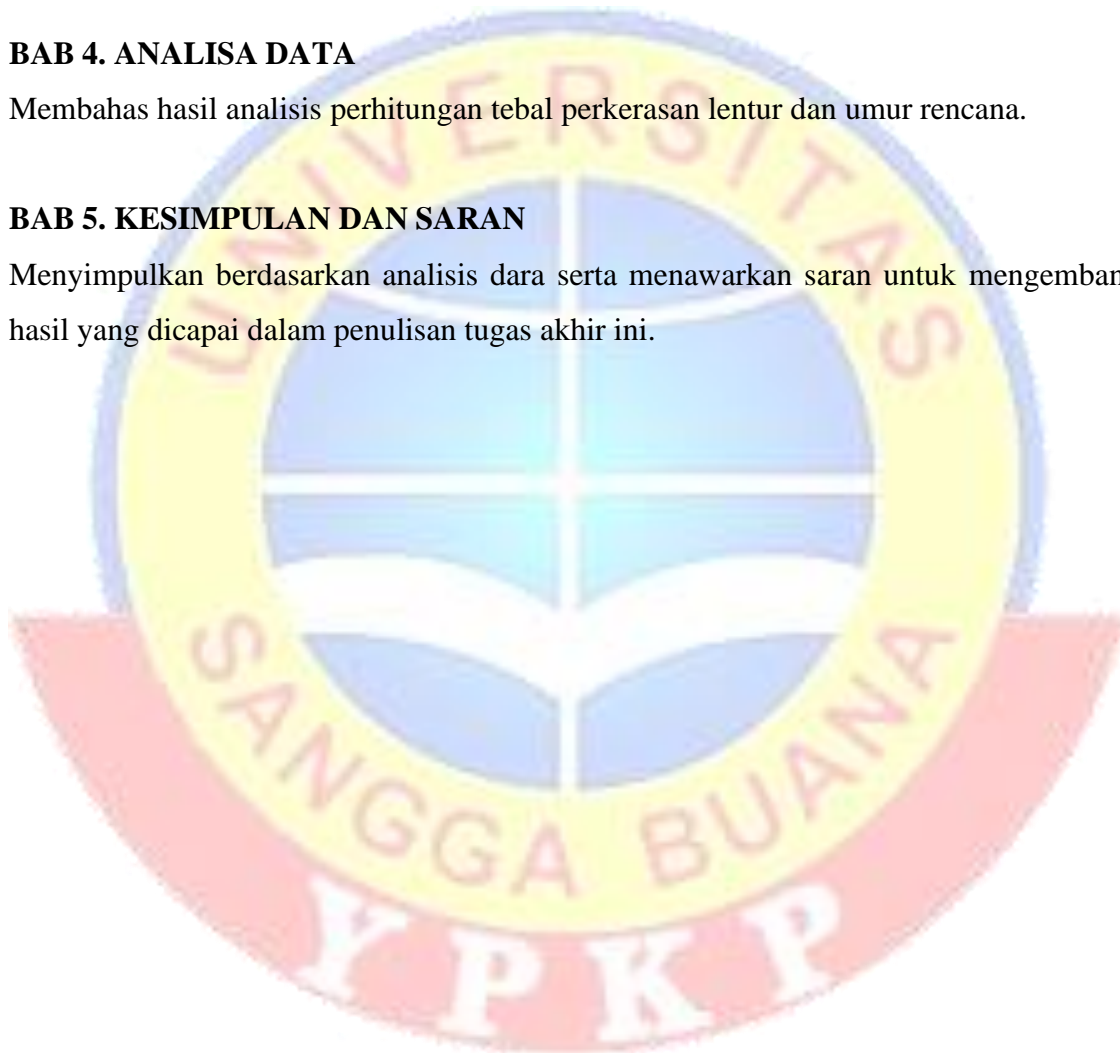 BAB 4. ANALISA DATA
Membahas hasil analisis perhitungan tebal perkerasan lentur dan umur rencana.
BAB 5. KESIMPULAN DAN SARAN
Menyimpulkan berdasarkan analisis dara serta menawarkan saran untuk mengemban
hasil yang dicapai dalam penulisan tugas akhir ini.
UNIVERSITAS
SANGGA BUANA
YPKP